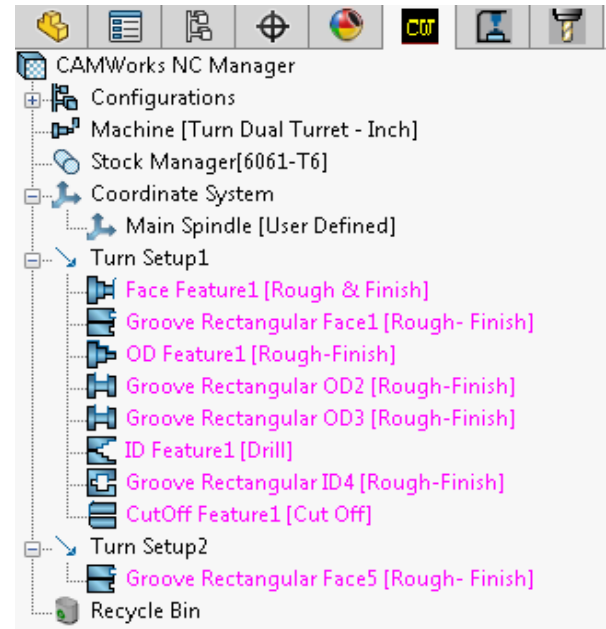 CW
CAMWorks NC Manager
Configurations
Machine [Turn Dual Turret - Inch]
Stock Manager[6061-T6]
Coordinate System
Main Spindle [User Defined]
Turn Setup1
Face Feature1 [Rough & Finish]
Groove Rectangular Face1 [Rough- Finish]
OD Feature1 [Rough-Finish]
Groove Rectangular OD2 [Rough-Finish]
Groove Rectangular OD3 [Rough-Finish]
ID Feature1 [Drill]
Groove Rectangular ID4 [Rough-Finish]
CutOff Feature1 [Cut Off]
Turn Setup2
Groove Rectangular Face5 [Rough- Finish]
Recycle Bin